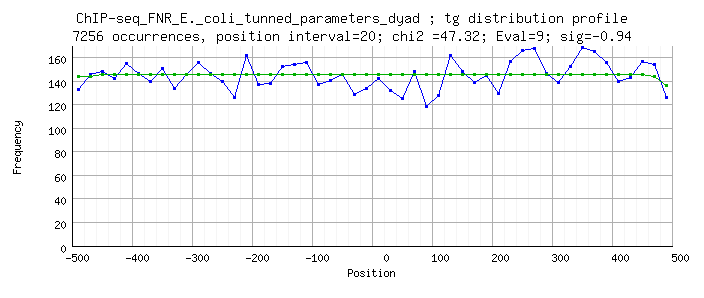 ChIP-seq_FNR_E._coli_tunned_parameters_dyad ; tg distribution profile
7256 occurrences, position interval=20; chi2 =47.32; Eval=9; sig=-0.94
160
140
120
100
80
60
40
20
0
Frequency
-500 -400 -300 -200 -100 0 100 200 300 400 500
Position